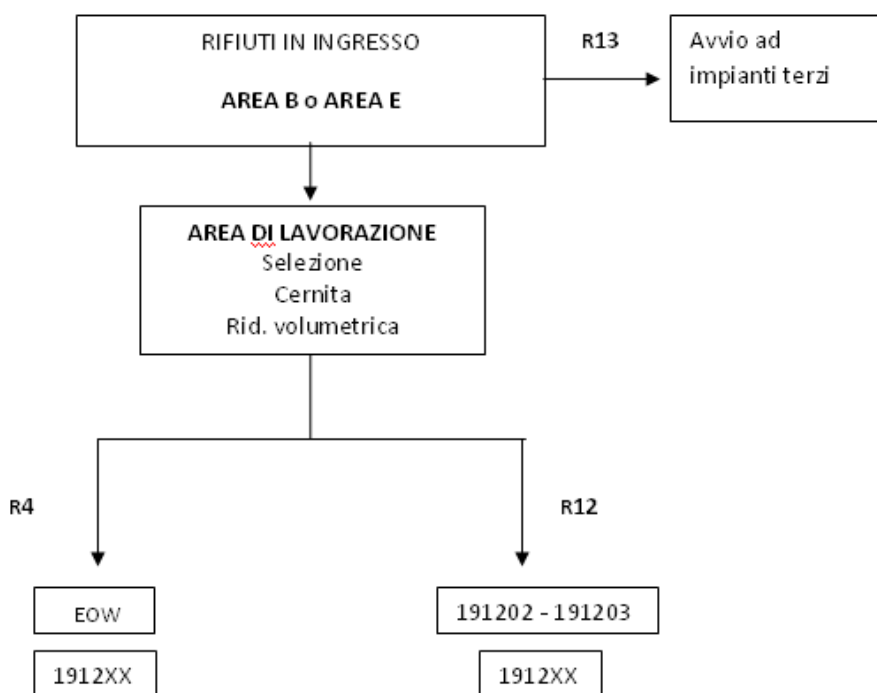 RIFIUTI IN INGRESSO
AREA B o AREA E
R13
Avvio ad
impianti terzi
AREA DI LAVORAZIONE
Selezione
Cernita
Rid. volumetrica
R4
R12
EOW
191202 - 191203
1912XX
1912XX